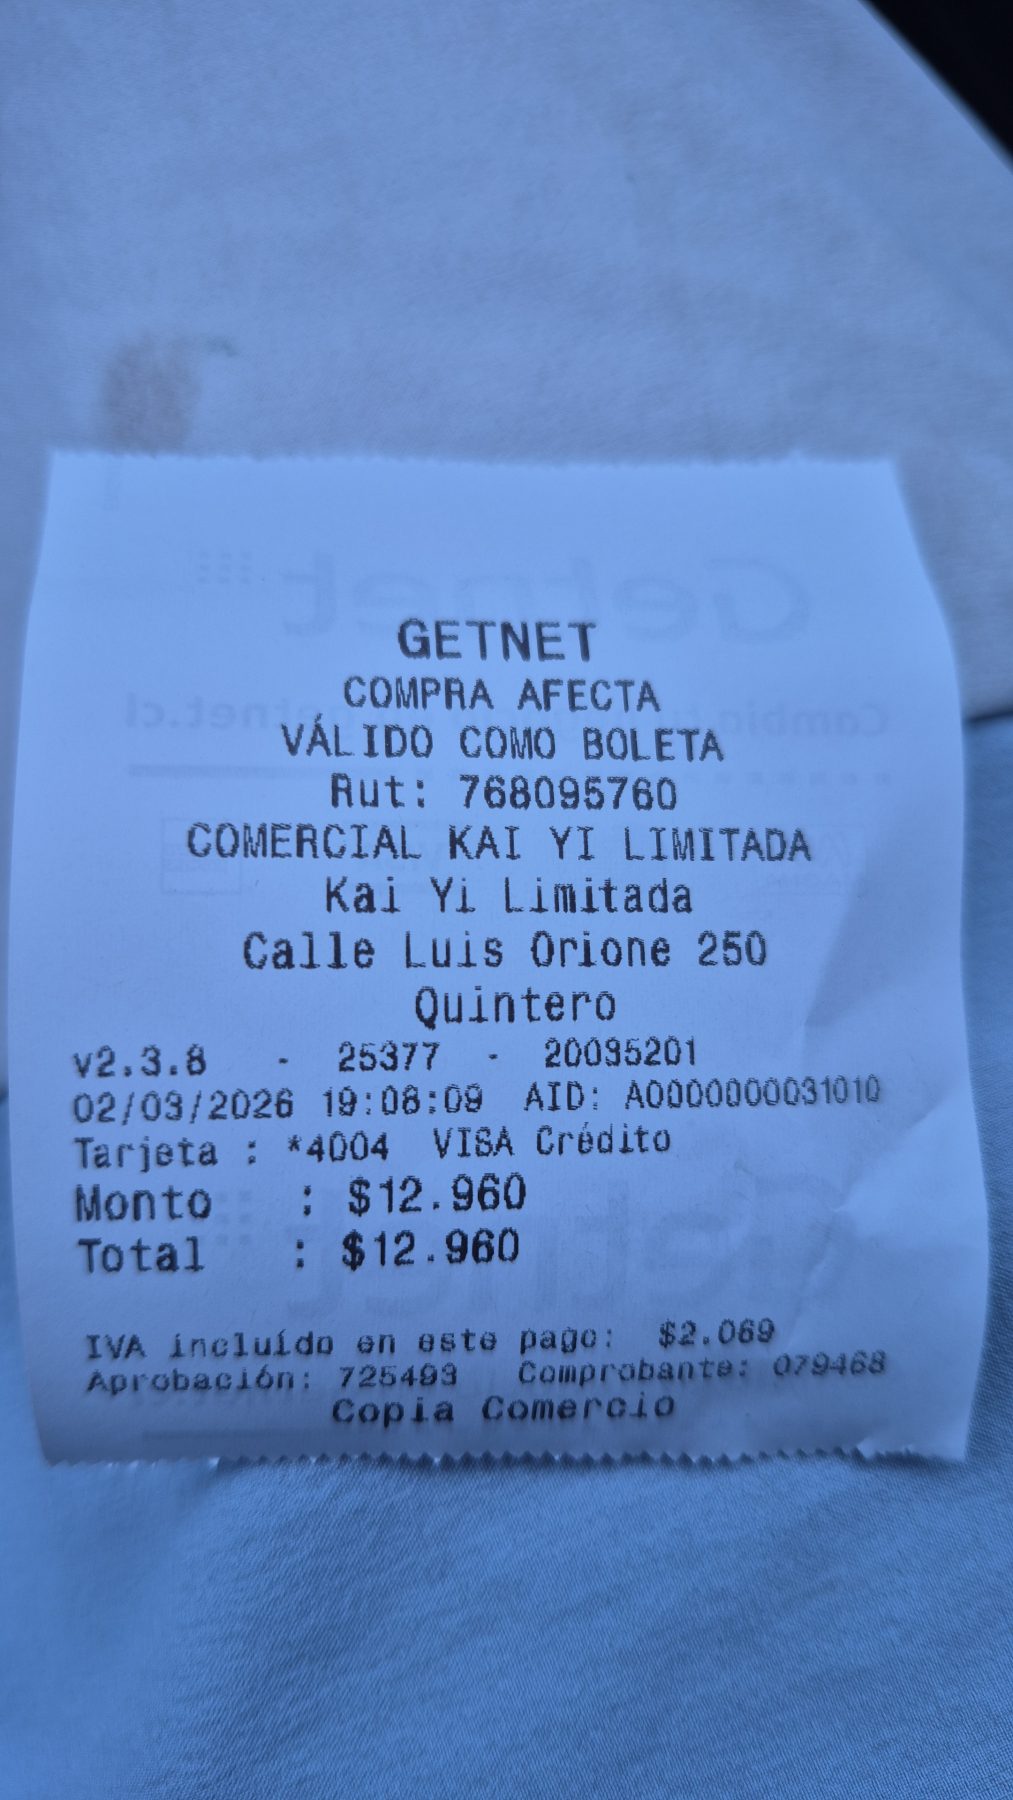 GETNET
COMPRA AFECTA
VÁLIDO COMO BOLETA
Rut: 768095760
COMERCIAL KAI YI LIMITADA
Kai Yi Limitada
Calle Luis Orione 250
Quintero
v2.3.8 - 25377 - 20095201
02/03/2026 19:08:09 AID: A0000000031010
Tarjeta : *4004 VISA Crédito
Monto : $12.960
Total : $12.960
IVA incluído en este pago: $2.069
Aprobación: 725493 Comprobante: 079468
Copia Comercio